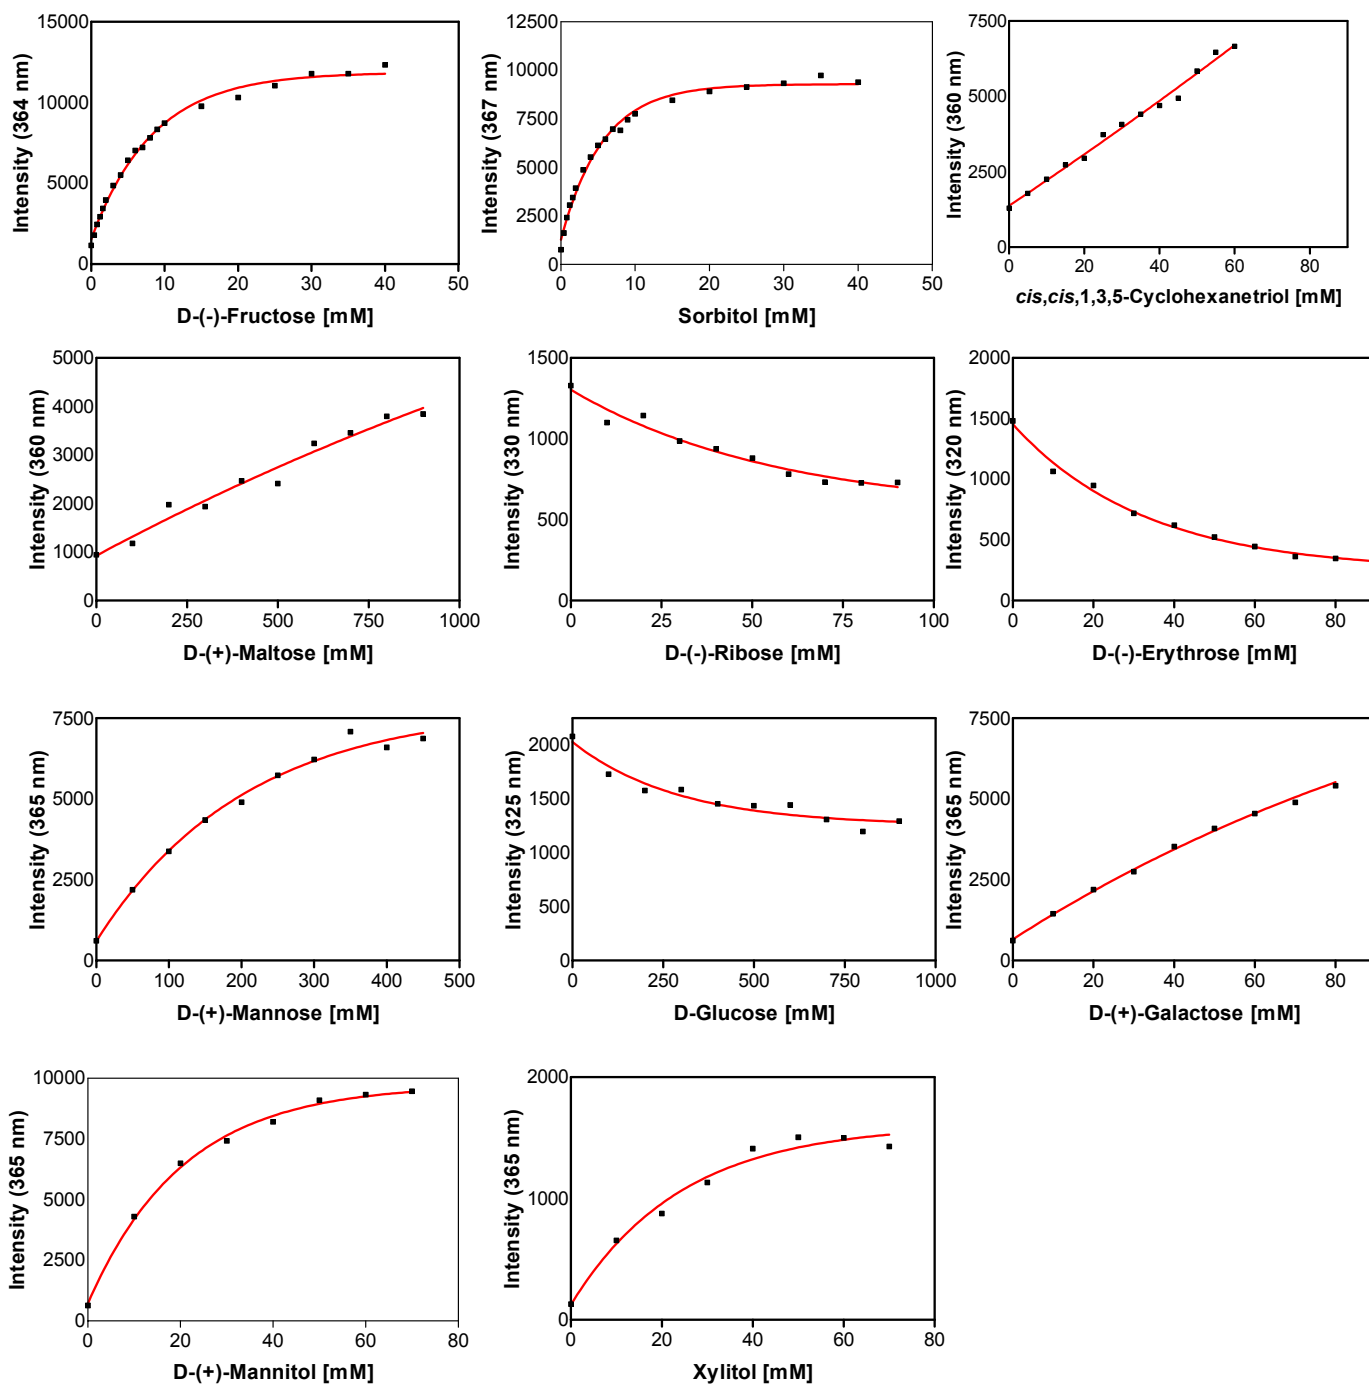 Intensity (364 nm)
15000
10000
5000
0
0 10 20 30 40 50
D-(-)-Fructose [mM]
Intensity (367 nm)
12500
10000
7500
5000
2500
0
0 10 20 30 40 50
Sorbitol [mM]
Intensity (360 nm)
7500
5000
2500
0
0 20 40 60 80
cis,cis,1,3,5-Cyclohexanetriol [mM]
Intensity (360 nm)
5000
4000
3000
2000
1000
0
0 250 500 750 1000
D-(+)-Maltose [mM]
Intensity (330 nm)
1500
1000
500
0
0 25 50 75 100
D-(-)-Ribose [mM]
Intensity (320 nm)
2000
1500
1000
500
0
0 20 40 60 80
D-(-)-Erythrose [mM]
Intensity (365 nm)
7500
5000
2500
0
0 100 200 300 400 500
D-(+)-Mannose [mM]
Intensity (325 nm)
2000
1500
1000
500
0
0 250 500 750 1000
D-Glucose [mM]
Intensity (365 nm)
7500
5000
2500
0
0 20 40 60 80
D-(+)-Galactose [mM]
Intensity (365 nm)
10000
7500
5000
2500
0
0 20 40 60 80
D-(+)-Mannitol [mM]
Intensity (365 nm)
2000
1000
0
0 20 40 60 80
Xylitol [mM]